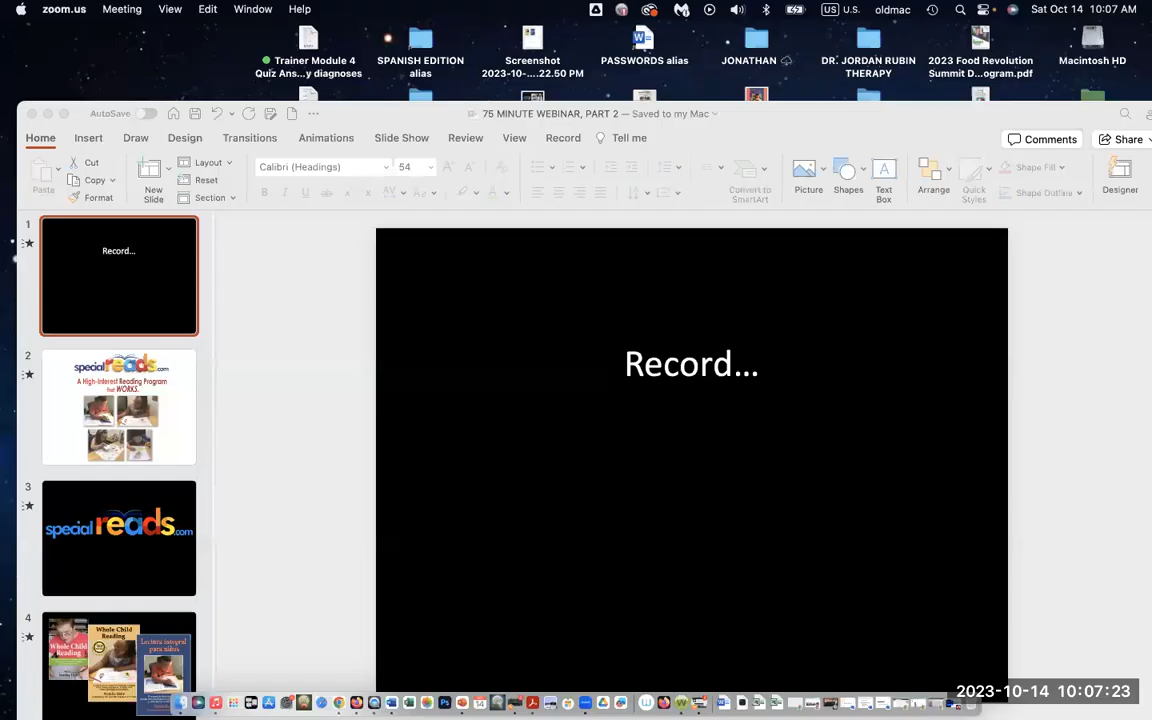 zoom.us Meeting View Edit Window Help U.S. oldmac Sat Oct 14 10:07 AM
Trainer Module 4 Quiz Ans...y diagnoses
SPANISH EDITION alias
Screenshot 2023-10-...22.50 PM
PASSWORDS alias
JONATHAN
DR. JORDAN RUBIN THERAPY
2023 Food Revolution Summit D...ogram.pdf
Macintosh HD
AutoSave 75 MINUTE WEBINAR, PART 2 — Saved to my Mac
Home Insert Draw Design Transitions Animations Slide Show Review View Record Tell me Comments Share
Paste Cut Copy Format
New Slide
Layout Reset Section
Calibri (Headings) 54
Convert to SmartArt
Picture Shapes Text Box Arrange Quick Styles
Shape Fill
Shape Outline
Designer
1
Record...
2
specialreads.com
A High-Interest Reading Program
that WORKS.
3
specialreads.com
4
Whole Child Reading
Whole Child Reading
Lectura integral para niños
Record...
2023-10-14 10:07:23